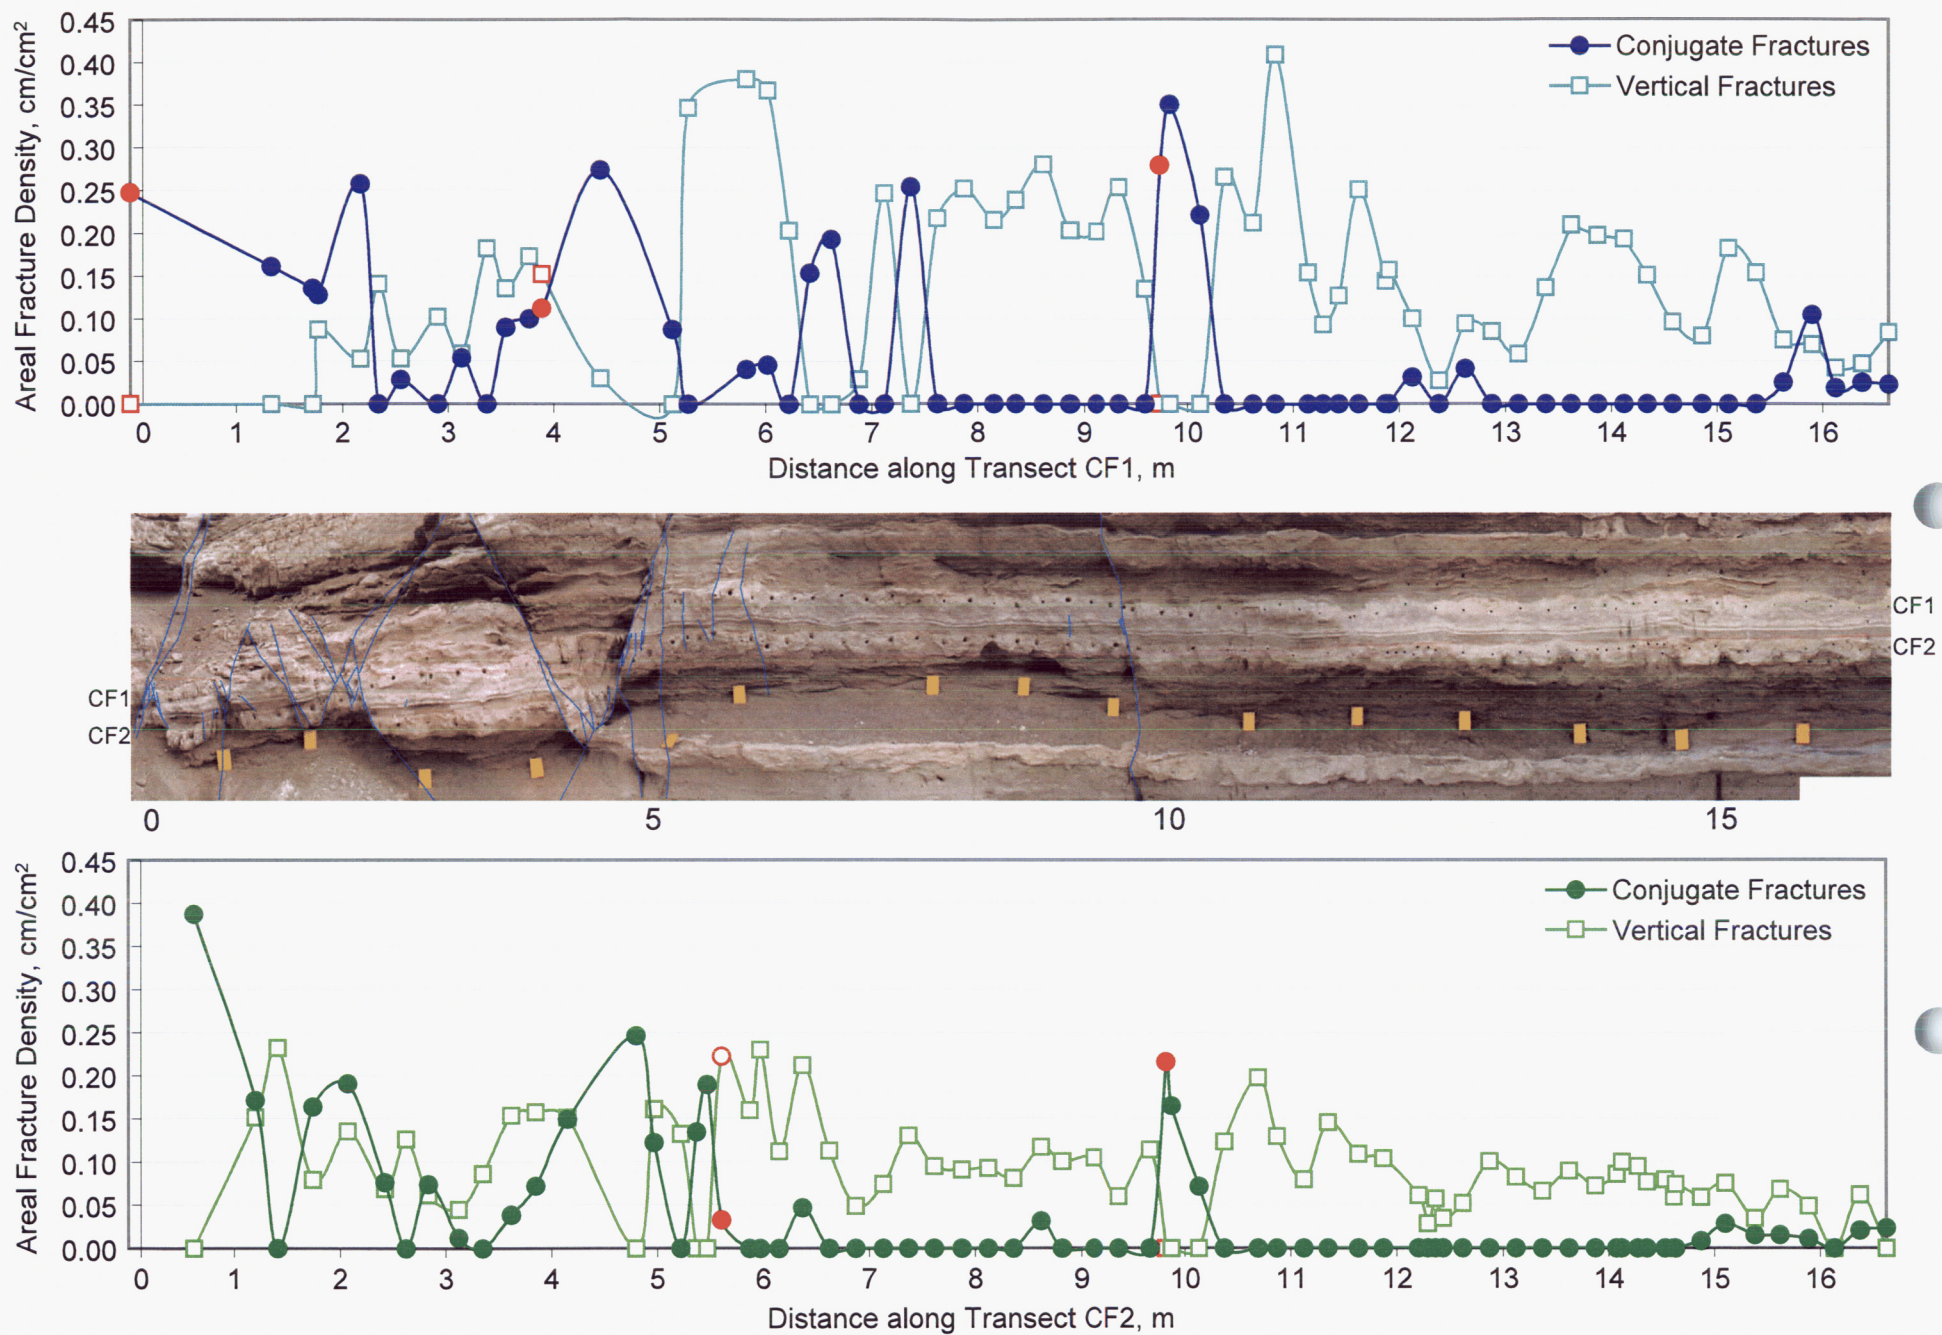 Areal Fracture Density, cm/cm²
0.45
0.40
0.35
0.30
0.25
0.20
0.15
0.10
0.05
0.00
Conjugate Fractures
Vertical Fractures
0 1 2 3 4 5 6 7 8 9 10 11 12 13 14 15 16
Distance along Transect CF1, m
CF1
CF2
CF1
CF2
0 5 10 15
Areal Fracture Density, cm/cm²
0.45
0.40
0.35
0.30
0.25
0.20
0.15
0.10
0.05
0.00
Conjugate Fractures
Vertical Fractures
0 1 2 3 4 5 6 7 8 9 10 11 12 13 14 15 16
Distance along Transect CF2, m